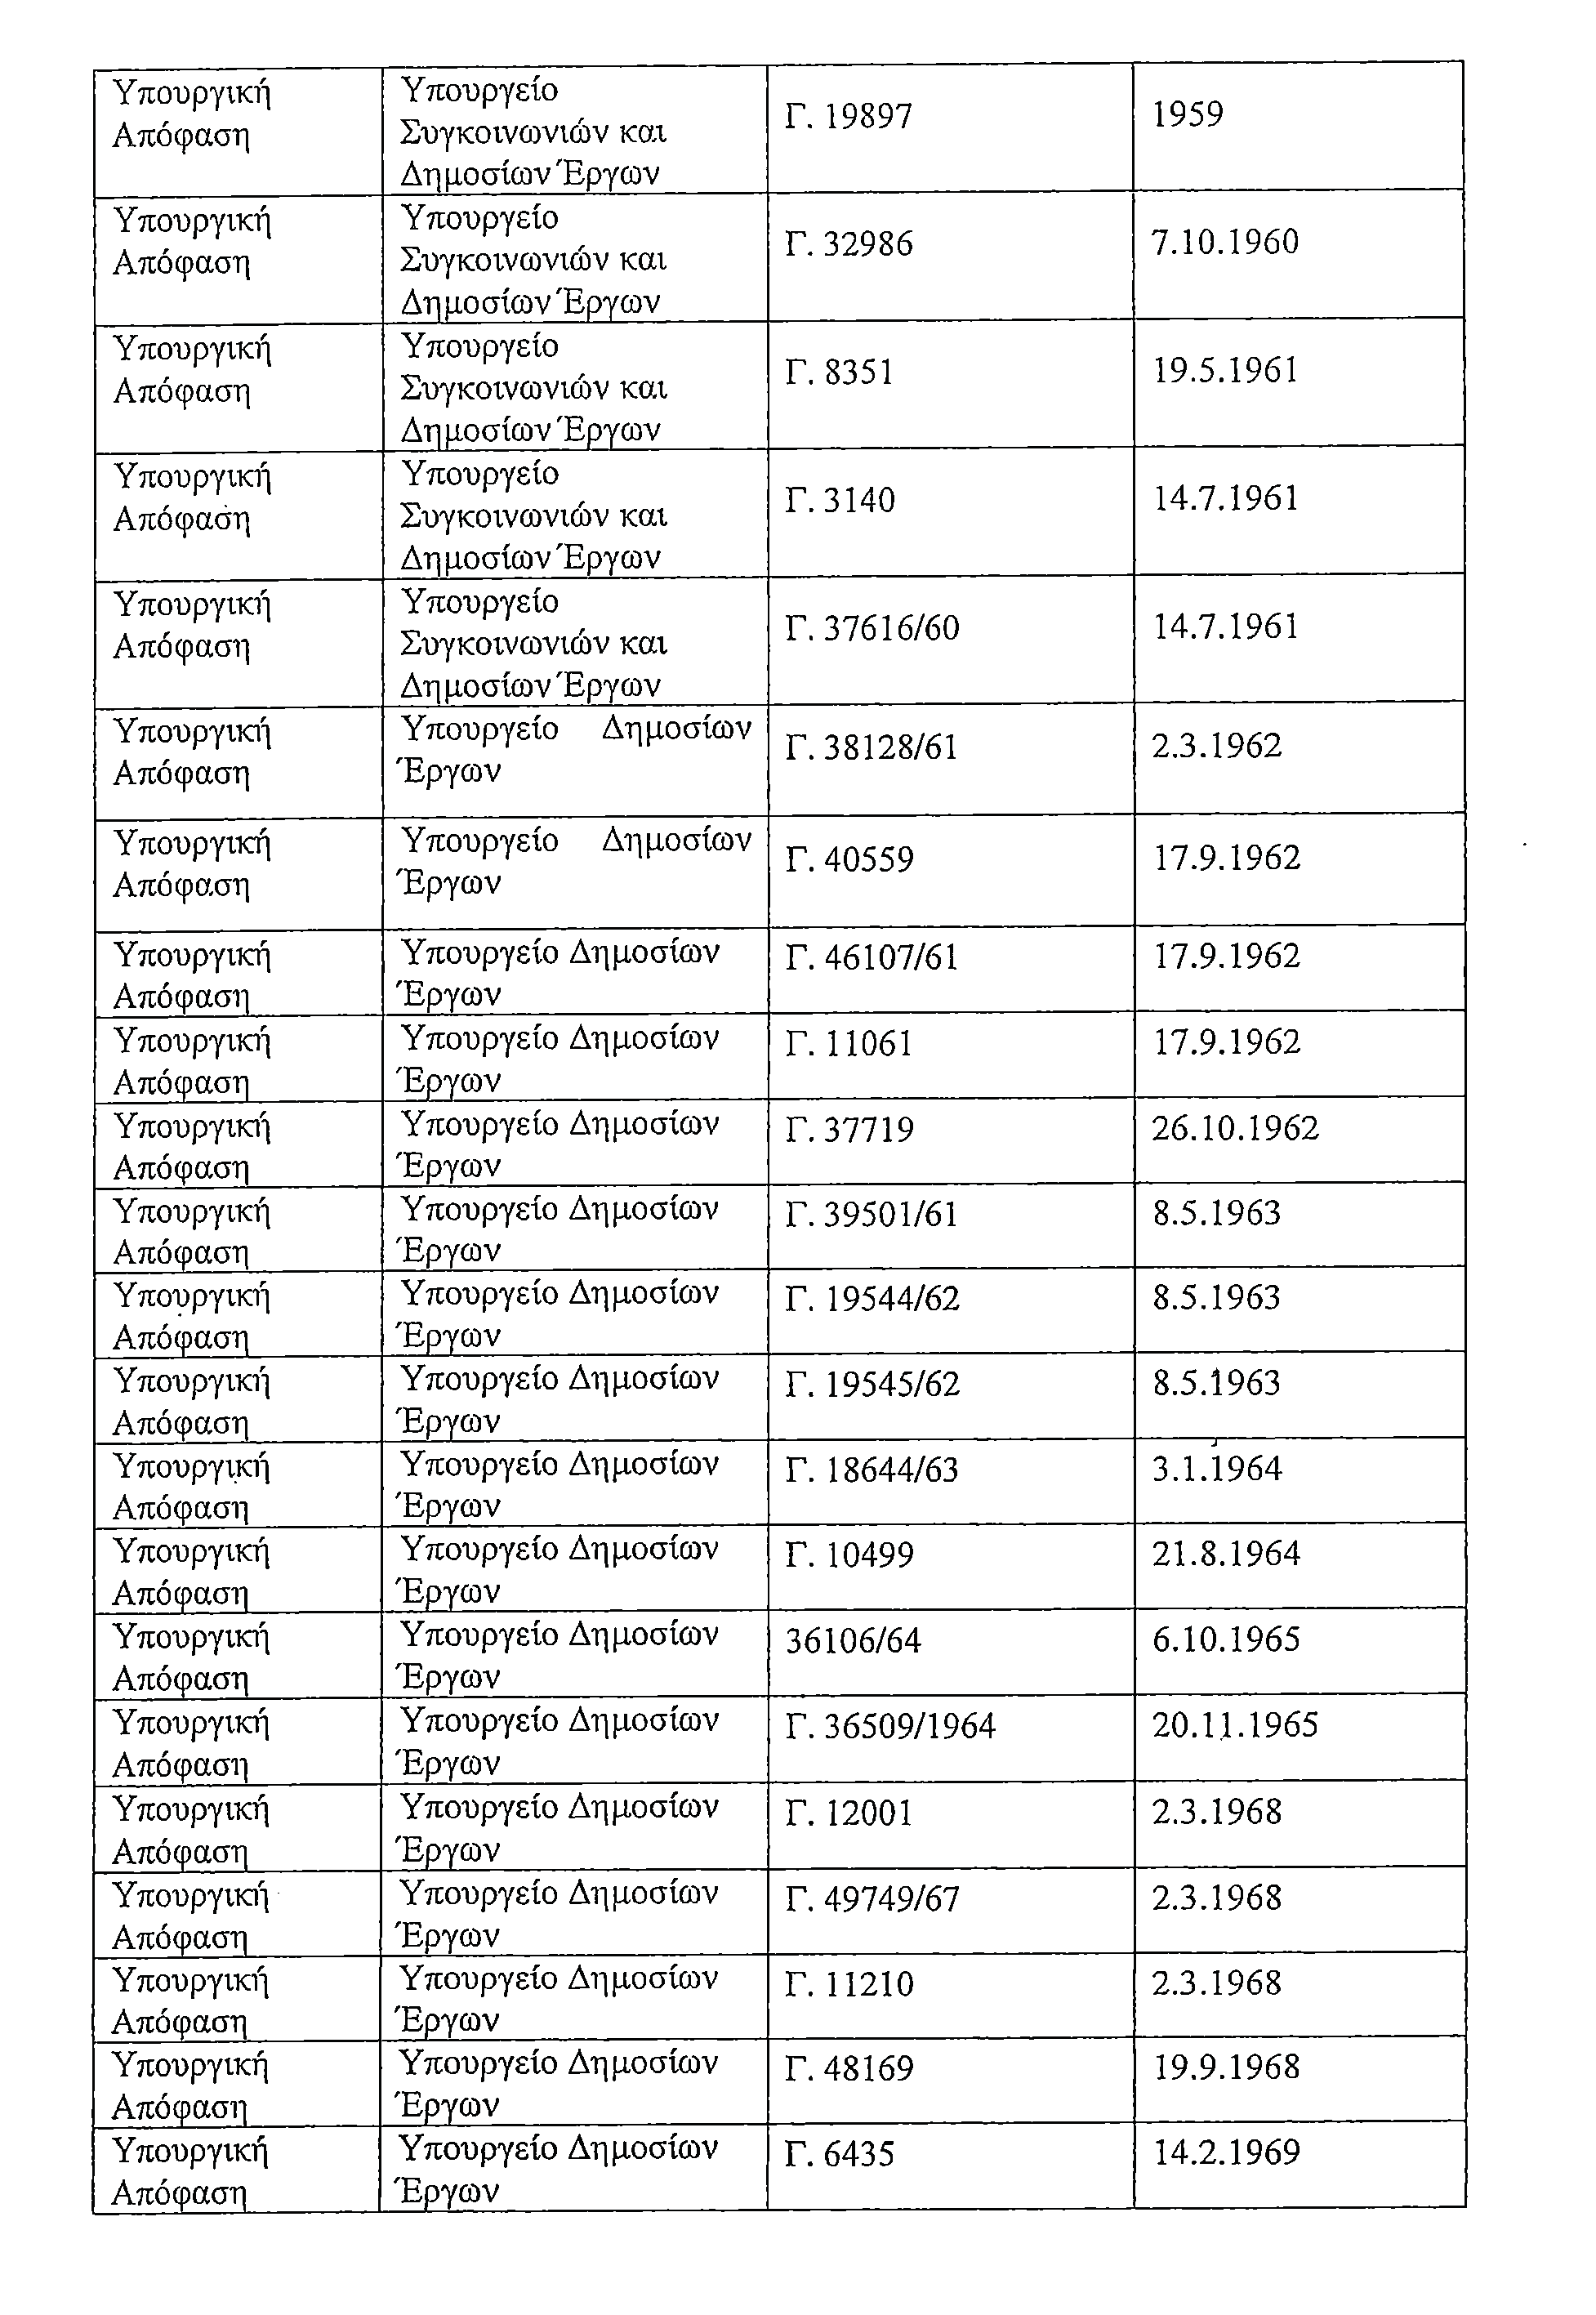 Υπουργική Απόφαση Υπουργείο Συγκοινωνιών και Δημοσίων Έργων Γ. 19897 1959
Υπουργική Απόφαση Υπουργείο Συγκοινωνιών και Δημοσίων Έργων Γ. 32986 7.10.1960
Υπουργική Απόφαση Υπουργείο Συγκοινωνιών και Δημοσίων Έργων Γ. 8351 19.5.1961
Υπουργική Απόφαση Υπουργείο Συγκοινωνιών και Δημοσίων Έργων Γ. 3140 14.7.1961
Υπουργική Απόφαση Υπουργείο Συγκοινωνιών και Δημοσίων Έργων Γ. 37616/60 14.7.1961
Υπουργική Απόφαση Υπουργείο Δημοσίων Έργων Γ. 38128/61 2.3.1962
Υπουργική Απόφαση Υπουργείο Δημοσίων Έργων Γ. 40559 17.9.1962
Υπουργική Απόφαση Υπουργείο Δημοσίων Έργων Γ. 46107/61 17.9.1962
Υπουργική Απόφαση Υπουργείο Δημοσίων Έργων Γ. 11061 17.9.1962
Υπουργική Απόφαση Υπουργείο Δημοσίων Έργων Γ. 37719 26.10.1962
Υπουργική Απόφαση Υπουργείο Δημοσίων Έργων Γ. 39501/61 8.5.1963
Υπουργική Απόφαση Υπουργείο Δημοσίων Έργων Γ. 19544/62 8.5.1963
Υπουργική Απόφαση Υπουργείο Δημοσίων Έργων Γ. 19545/62 8.5.1963
Υπουργική Απόφαση Υπουργείο Δημοσίων Έργων Γ. 18644/63 3.1.1964
Υπουργική Απόφαση Υπουργείο Δημοσίων Έργων Γ. 10499 21.8.1964
Υπουργική Απόφαση Υπουργείο Δημοσίων Έργων 36106/64 6.10.1965
Υπουργική Απόφαση Υπουργείο Δημοσίων Έργων Γ. 36509/1964 20.11.1965
Υπουργική Απόφαση Υπουργείο Δημοσίων Έργων Γ. 12001 2.3.1968
Υπουργική Απόφαση Υπουργείο Δημοσίων Έργων Γ. 49749/67 2.3.1968
Υπουργική Απόφαση Υπουργείο Δημοσίων Έργων Γ. 11210 2.3.1968
Υπουργική Απόφαση Υπουργείο Δημοσίων Έργων Γ. 48169 19.9.1968
Υπουργική Απόφαση Υπουργείο Δημοσίων Έργων Γ. 6435 14.2.1969